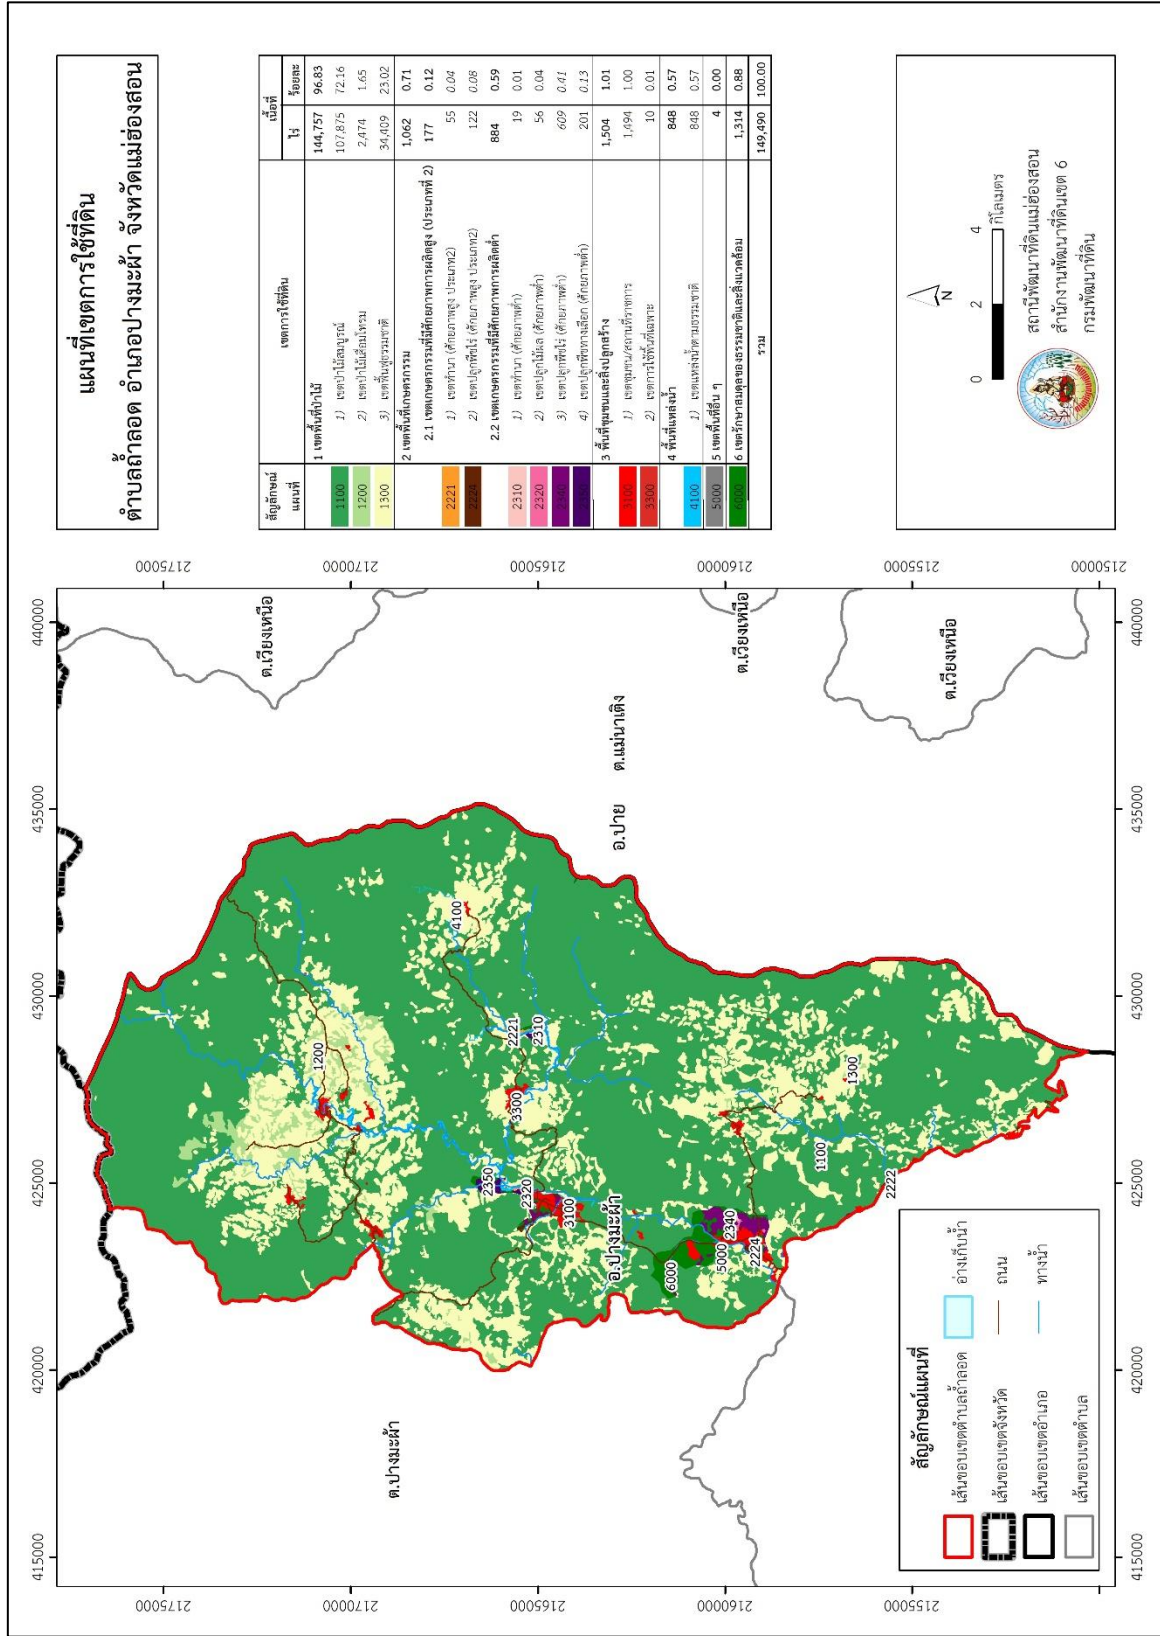 แผนที่เขตการใช้ที่ดิน
ตำบลถ้ำลอด อำเภอปางมะผ้า จังหวัดแม่ฮ่องสอน
สัญลักษณ์แผนที่ เขตการใช้ที่ดิน เนื้อที่
ไร่ ร้อยละ
1 เขตพื้นที่ป่าไม้ 144,757 96.83
1100 1) เขตป่าไม้สมบูรณ์ 107,875 72.16
1200 2) เขตป่าไม้เสื่อมโทรม 2,474 1.65
1300 3) เขตฟื้นฟูธรรมชาติ 34,409 23.02
2 เขตพื้นที่เกษตรกรรม 1,062 0.71
2.1 เขตเกษตรกรรมที่มีศักยภาพการผลิตสูง (ประเภทที่ 2) 177 0.12
2221 1) เขตทำนา (ศักยภาพสูง ประเภท2) 55 0.04
2224 2) เขตปลูกพืชไร่ (ศักยภาพสูง ประเภท2) 122 0.08
2.2 เขตเกษตรกรรมที่มีศักยภาพการผลิตต่ำ 884 0.59
2310 1) เขตทำนา (ศักยภาพต่ำ) 19 0.01
2320 2) เขตปลูกไม้ผล (ศักยภาพต่ำ) 56 0.04
2340 3) เขตปลูกพืชไร่ (ศักยภาพต่ำ) 609 0.41
2350 4) เขตปลูกพืชทางเลือก (ศักยภาพต่ำ) 201 0.13
3 พื้นที่ชุมชนและสิ่งปลูกสร้าง 1,504 1.01
3100 1) เขตชุมชน/สถานที่ราชการ 1,494 1.00
3300 2) เขตการใช้พื้นที่เฉพาะ 10 0.01
4 พื้นที่แหล่งน้ำ 848 0.57
4100 1) เขตแหล่งน้ำตามธรรมชาติ 848 0.57
5000 5 เขตพื้นที่อื่น ๆ 4 0.00
6000 6 เขตรักษาสมดุลของธรรมชาติและสิ่งแวดล้อม 1,314 0.88
รวม 149,490 100.00
N
0 2 4
กิโลเมตร
สถานีพัฒนาที่ดินแม่ฮ่องสอน
สำนักงานพัฒนาที่ดินเขต 6
กรมพัฒนาที่ดิน
415000 420000 425000 430000 435000 440000
2175000
2170000
2165000
2160000
2155000
2150000
ต.เวียงเหนือ
ต.ปางมะผ้า
1200
4100
2350
2320
3300
2221
2310
3100
อ.ปางมะผ้า
อ.ปาย
ต.แม่นาเติง
6000
5000
2340
2224
1100
1300
2222
ต.เวียงเหนือ
ต.เวียงเหนือ
2175000
2170000
2165000
2160000
2155000
2150000
415000 420000 425000 430000 435000 440000
สัญลักษณ์แผนที่
เส้นขอบเขตตำบลถ้ำลอด อ่างเก็บน้ำ
เส้นขอบเขตจังหวัด ถนน
เส้นขอบเขตอำเภอ ทางน้ำ
เส้นขอบเขตตำบล